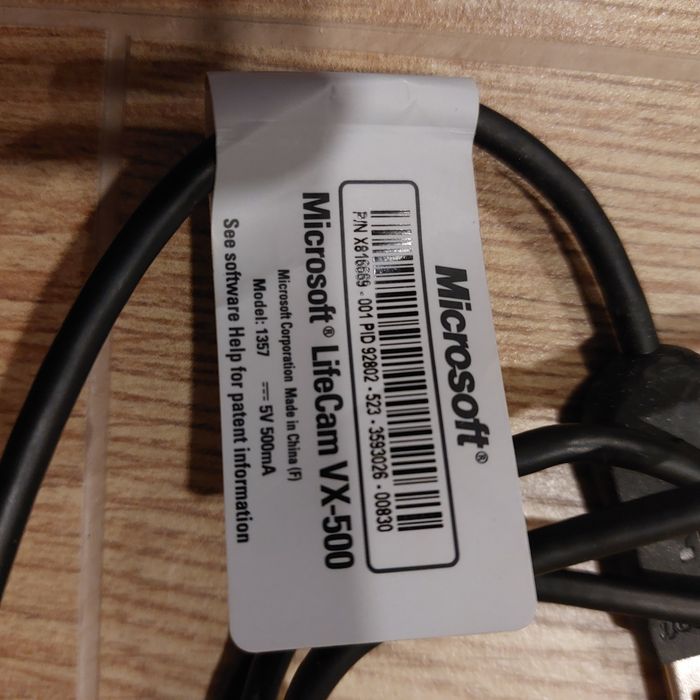 Microsoft®
P/N X816669 - 001 PID 92802 - 523 - 3593026 - 00830
Microsoft® LifeCam VX-500
Microsoft Corporation Made in China (F)
Model: 1357 ⎓ 5V 500mA
See software Help for patent information